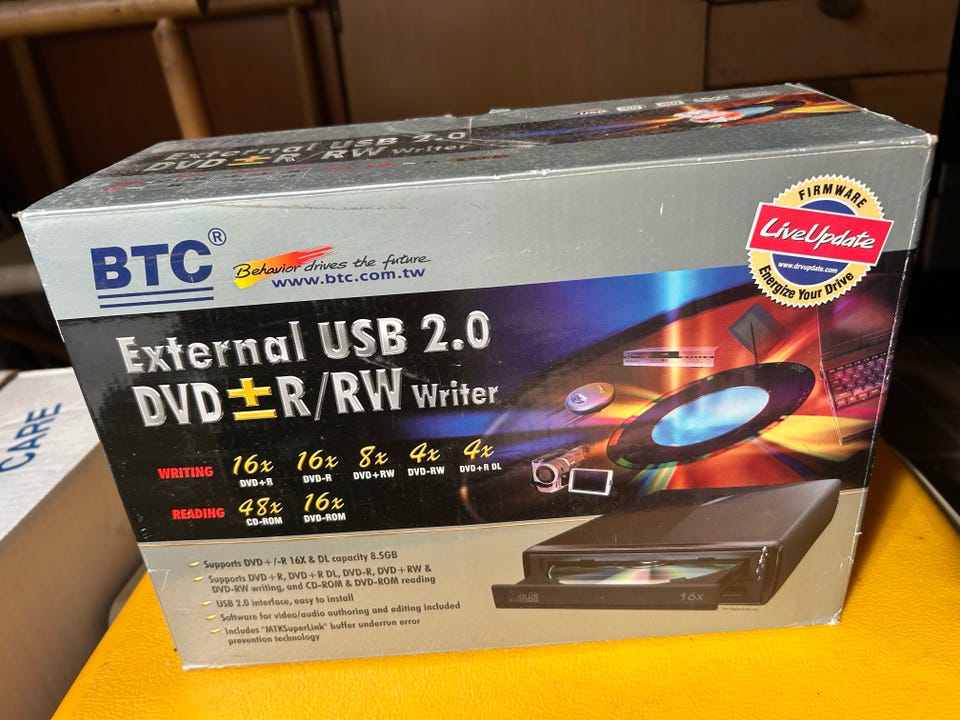 External USB 2.0
DVD±R/RW Writer
BTC®
Behavior drives the future
www.btc.com.tw
FIRMWARE
LiveUpdate
www.drvupdate.com
Energize Your Drive
External USB 2.0
DVD±R/RW Writer
WRITING 16x 16x 8x 4x 4x
DVD+R DVD-R DVD+RW DVD-RW DVD+R DL
READING 48x 16x
CD-ROM DVD-ROM
Supports DVD+/-R 16X & DL capacity 8.5GB
Supports DVD+R, DVD+R DL, DVD-R, DVD+RW &
DVD-RW writing, and CD-ROM & DVD-ROM reading
USB 2.0 interface, easy to install
Software for video/audio authoring and editing included
Includes "MTKSuperLink" buffer underrun error
prevention technology
dual
16x
CARE